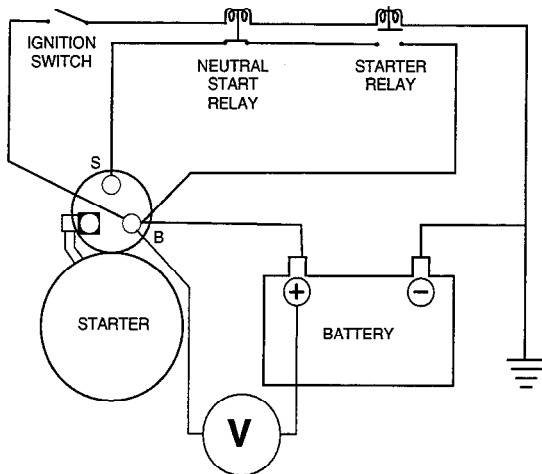 IGNITION
SWITCH
NEUTRAL
START
RELAY
STARTER
RELAY
S
B
STARTER
+
−
BATTERY
V